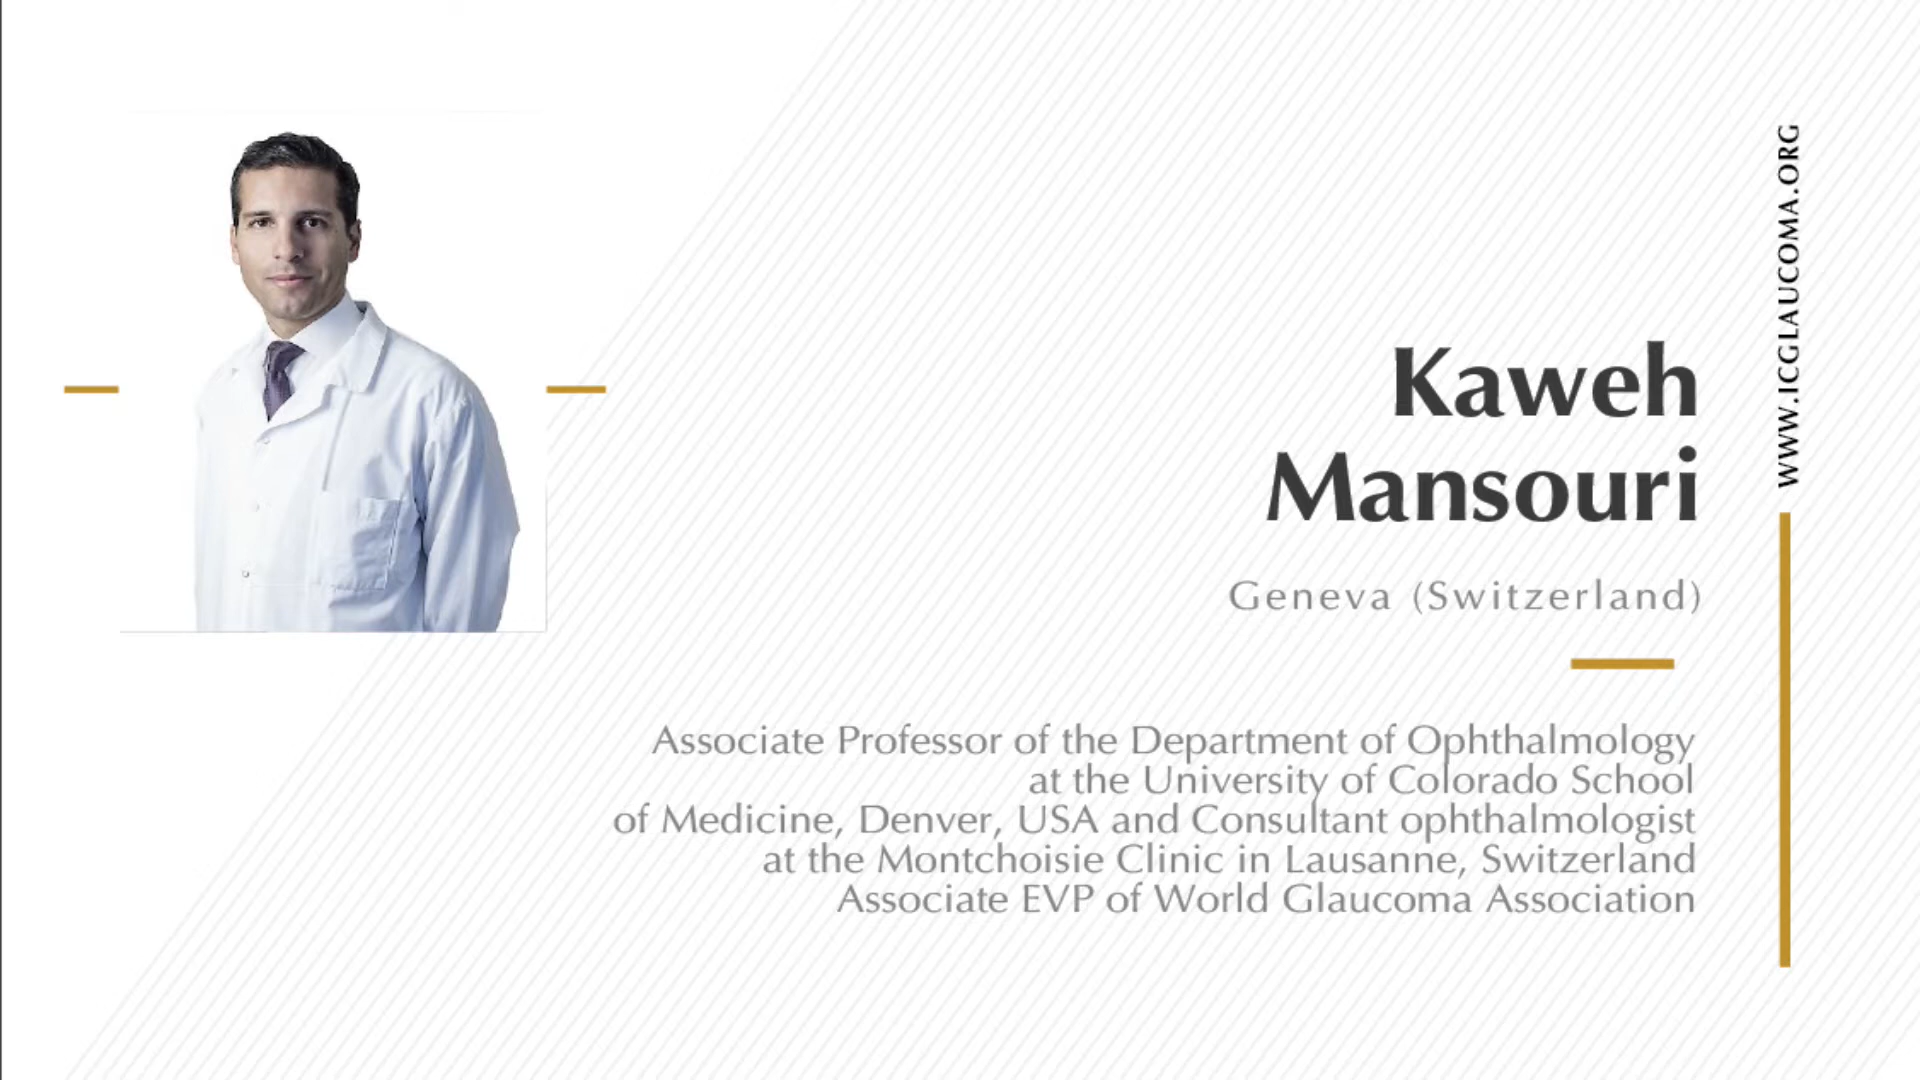 Kaweh
Mansouri
Geneva (Switzerland)
Associate Professor of the Department of Ophthalmology
at the University of Colorado School
of Medicine, Denver, USA and Consultant ophthalmologist
at the Montchoisie Clinic in Lausanne, Switzerland
Associate EVP of World Glaucoma Association
WWW.ICGLAUCOMA.ORG